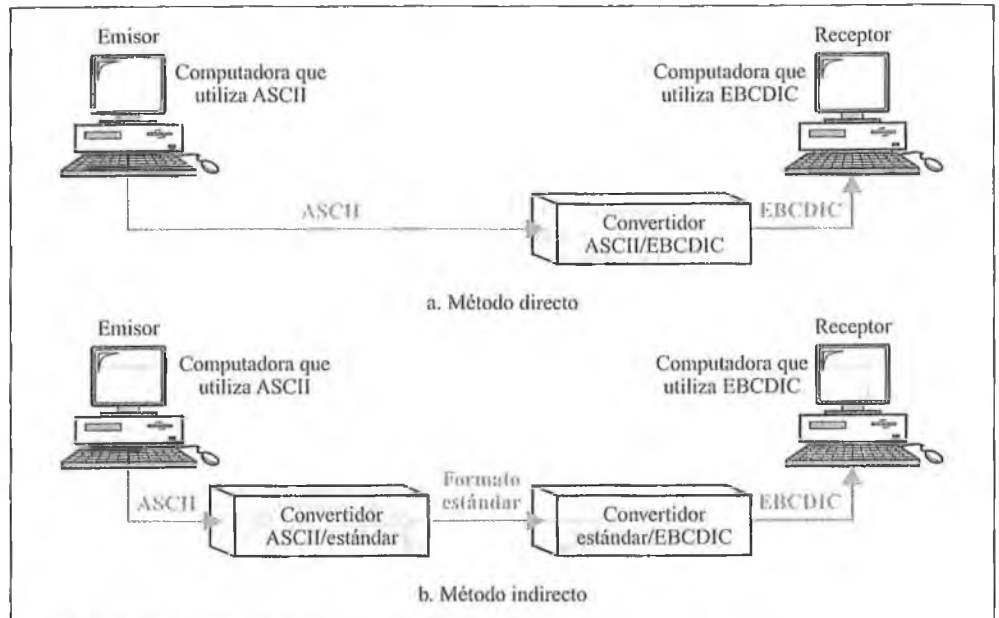 Emisor
Receptor
Computadora que
utiliza ASCII
Computadora que
utiliza EBCDIC
ASCII
Convertidor
ASCII/EBCDIC
EBCDIC
a. Método directo
Emisor
Receptor
Computadora que
utiliza ASCII
Computadora que
utiliza EBCDIC
ASCII
Convertidor
ASCII/estándar
Formato
estándar
Convertidor
estándar/EBCDIC
EBCDIC
b. Método indirecto